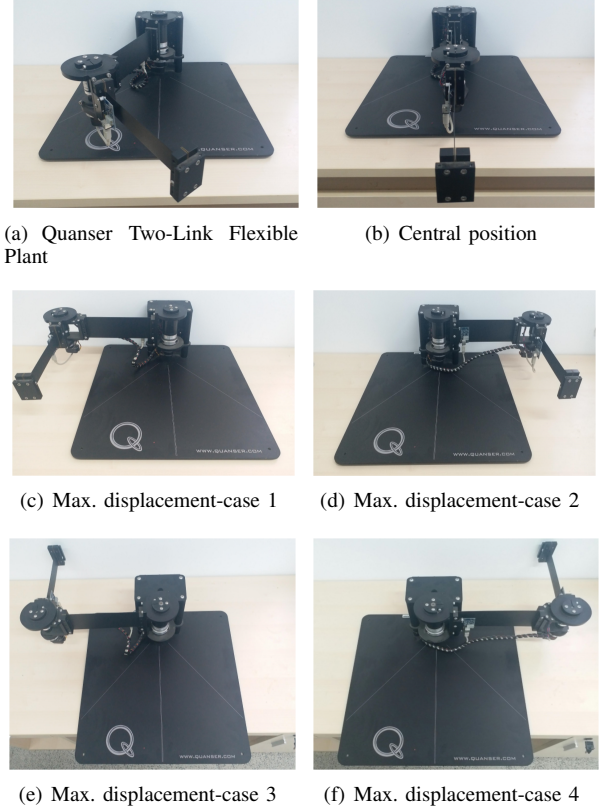 WWW.QUANSER.COM
(a) Quanser Two-Link Flexible
Plant
(b) Central position
WWW.QUANSER.COM
WWW.QUANSER.COM
(c) Max. displacement-case 1
(d) Max. displacement-case 2
WWW.QUANSER.COM
WWW.QUANSER.COM
(e) Max. displacement-case 3
(f) Max. displacement-case 4